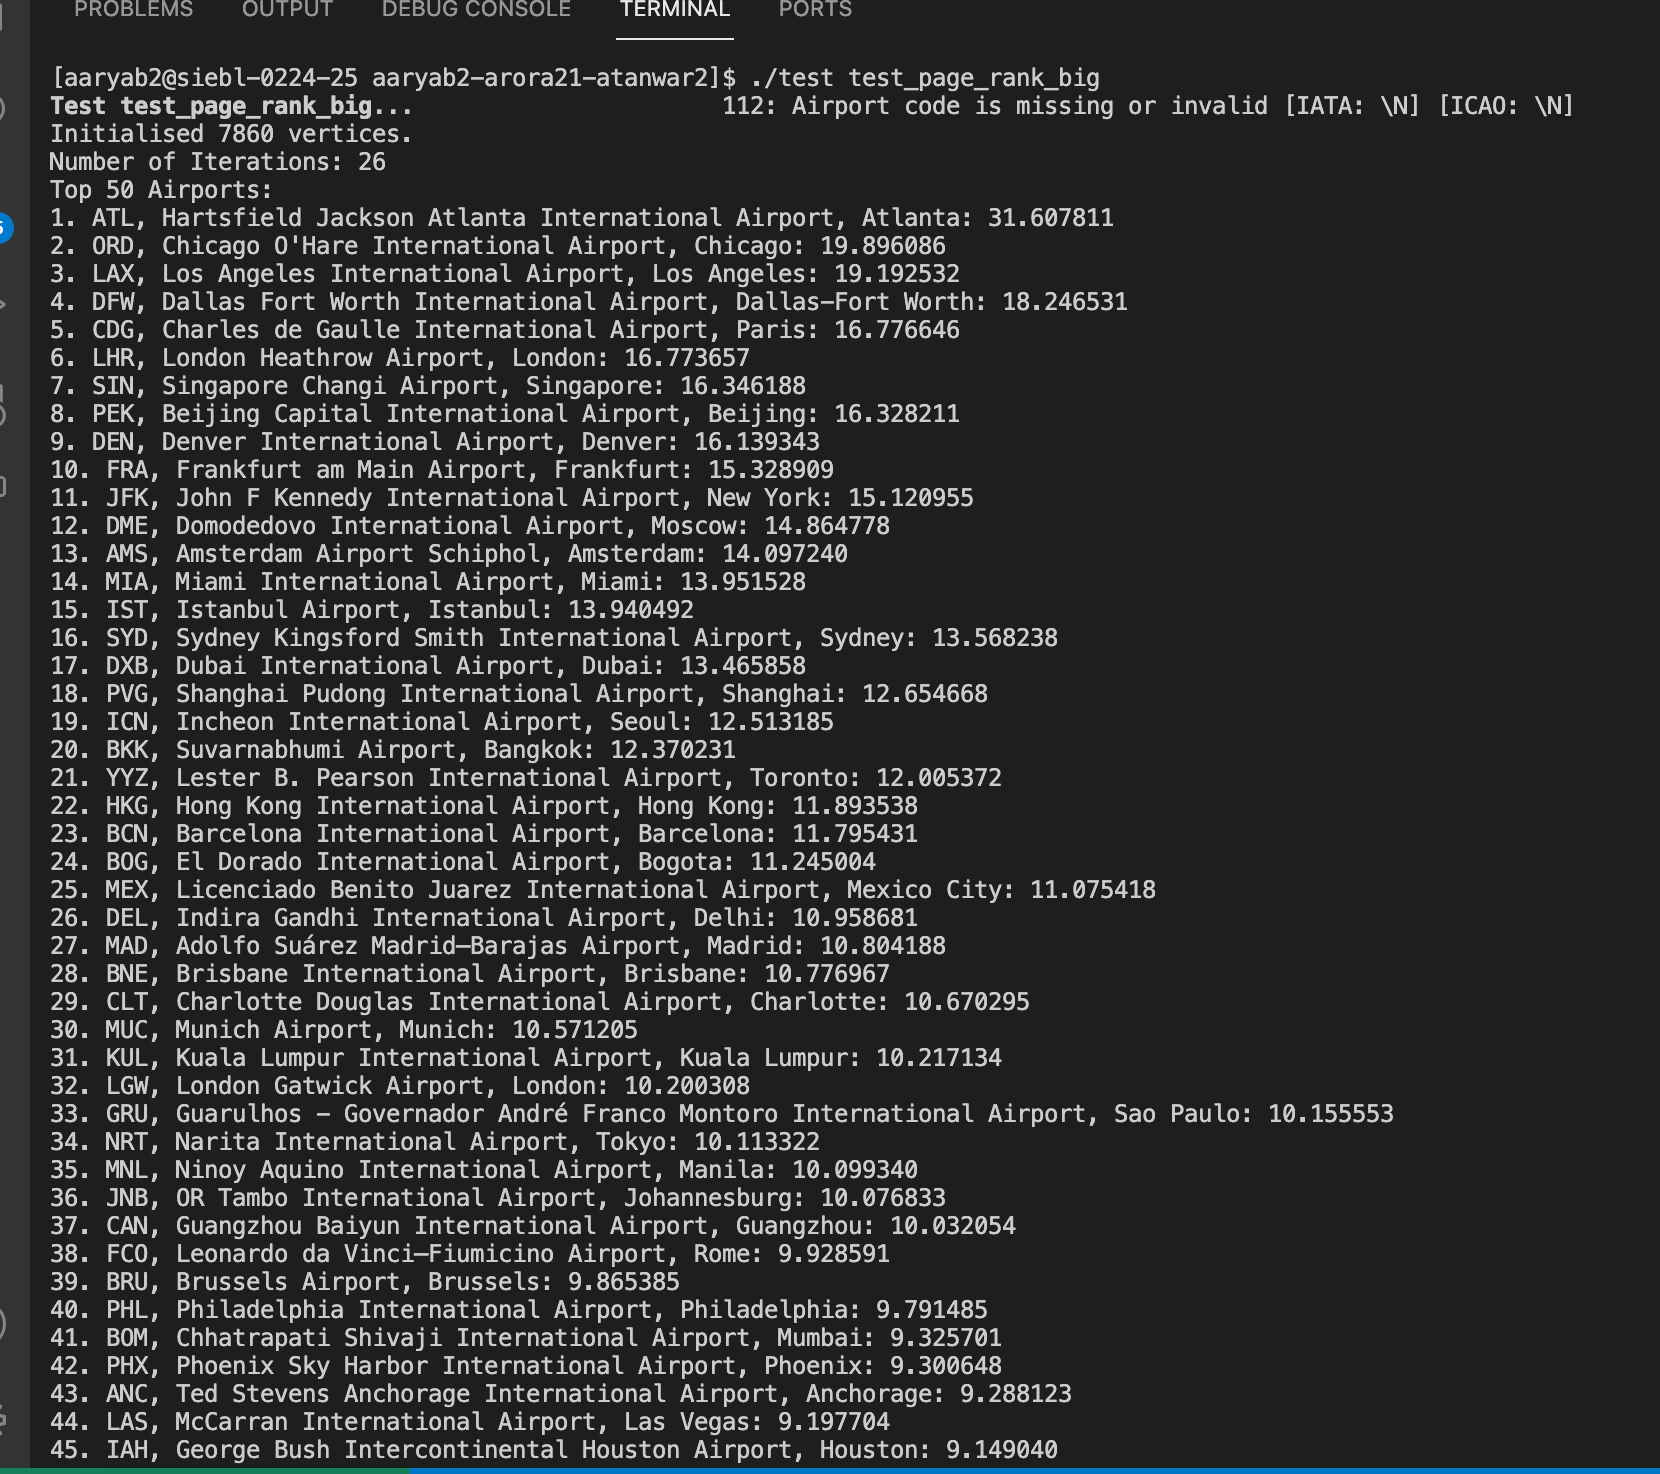 PROBLEMS OUTPUT DEBUG CONSOLE TERMINAL PORTS
[aaryab2@siebl-0224-25 aaryab2-arora21-atanwar2]$ ./test test_page_rank_big
Test test_page_rank_big... 112: Airport code is missing or invalid [IATA: \N] [ICAO: \N]
Initialised 7860 vertices.
Number of Iterations: 26
Top 50 Airports:
1. ATL, Hartsfield Jackson Atlanta International Airport, Atlanta: 31.607811
2. ORD, Chicago O'Hare International Airport, Chicago: 19.896086
3. LAX, Los Angeles International Airport, Los Angeles: 19.192532
4. DFW, Dallas Fort Worth International Airport, Dallas-Fort Worth: 18.246531
5. CDG, Charles de Gaulle International Airport, Paris: 16.776646
6. LHR, London Heathrow Airport, London: 16.773657
7. SIN, Singapore Changi Airport, Singapore: 16.346188
8. PEK, Beijing Capital International Airport, Beijing: 16.328211
9. DEN, Denver International Airport, Denver: 16.139343
10. FRA, Frankfurt am Main Airport, Frankfurt: 15.328909
11. JFK, John F Kennedy International Airport, New York: 15.120955
12. DME, Domodedovo International Airport, Moscow: 14.864778
13. AMS, Amsterdam Airport Schiphol, Amsterdam: 14.097240
14. MIA, Miami International Airport, Miami: 13.951528
15. IST, Istanbul Airport, Istanbul: 13.940492
16. SYD, Sydney Kingsford Smith International Airport, Sydney: 13.568238
17. DXB, Dubai International Airport, Dubai: 13.465858
18. PVG, Shanghai Pudong International Airport, Shanghai: 12.654668
19. ICN, Incheon International Airport, Seoul: 12.513185
20. BKK, Suvarnabhumi Airport, Bangkok: 12.370231
21. YYZ, Lester B. Pearson International Airport, Toronto: 12.005372
22. HKG, Hong Kong International Airport, Hong Kong: 11.893538
23. BCN, Barcelona International Airport, Barcelona: 11.795431
24. BOG, El Dorado International Airport, Bogota: 11.245004
25. MEX, Licenciado Benito Juarez International Airport, Mexico City: 11.075418
26. DEL, Indira Gandhi International Airport, Delhi: 10.958681
27. MAD, Adolfo Suárez Madrid–Barajas Airport, Madrid: 10.804188
28. BNE, Brisbane International Airport, Brisbane: 10.776967
29. CLT, Charlotte Douglas International Airport, Charlotte: 10.670295
30. MUC, Munich Airport, Munich: 10.571205
31. KUL, Kuala Lumpur International Airport, Kuala Lumpur: 10.217134
32. LGW, London Gatwick Airport, London: 10.200308
33. GRU, Guarulhos - Governador André Franco Montoro International Airport, Sao Paulo: 10.155553
34. NRT, Narita International Airport, Tokyo: 10.113322
35. MNL, Ninoy Aquino International Airport, Manila: 10.099340
36. JNB, OR Tambo International Airport, Johannesburg: 10.076833
37. CAN, Guangzhou Baiyun International Airport, Guangzhou: 10.032054
38. FCO, Leonardo da Vinci–Fiumicino Airport, Rome: 9.928591
39. BRU, Brussels Airport, Brussels: 9.865385
40. PHL, Philadelphia International Airport, Philadelphia: 9.791485
41. BOM, Chhatrapati Shivaji International Airport, Mumbai: 9.325701
42. PHX, Phoenix Sky Harbor International Airport, Phoenix: 9.300648
43. ANC, Ted Stevens Anchorage International Airport, Anchorage: 9.288123
44. LAS, McCarran International Airport, Las Vegas: 9.197704
45. IAH, George Bush Intercontinental Houston Airport, Houston: 9.149040